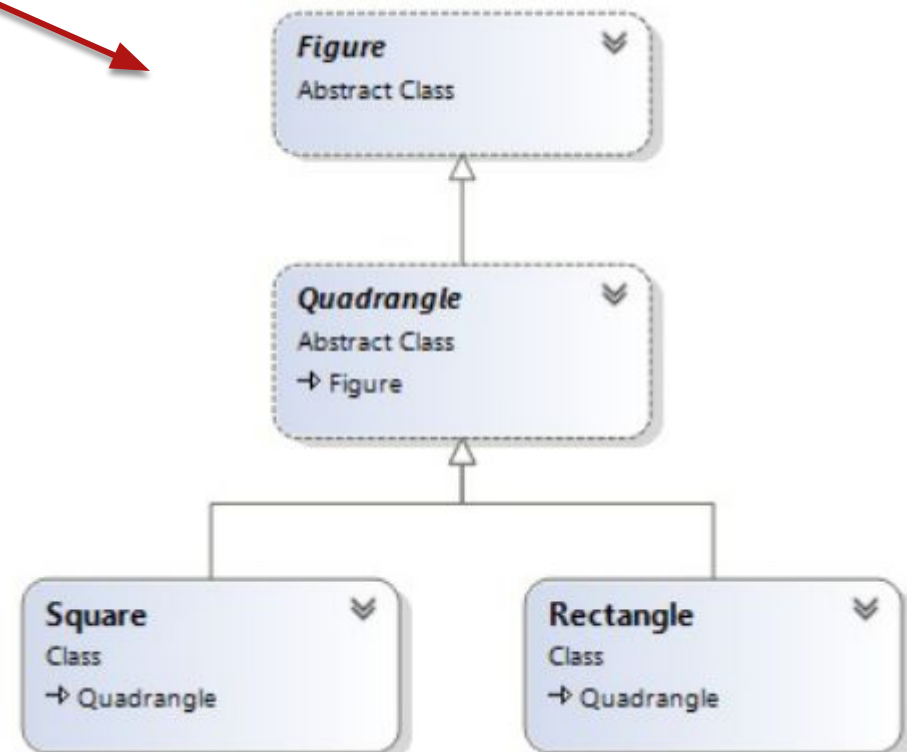 Figure
Abstract Class
Quadrangle
Abstract Class
Figure
Square
Class
Quadrangle
Rectangle
Class
Quadrangle